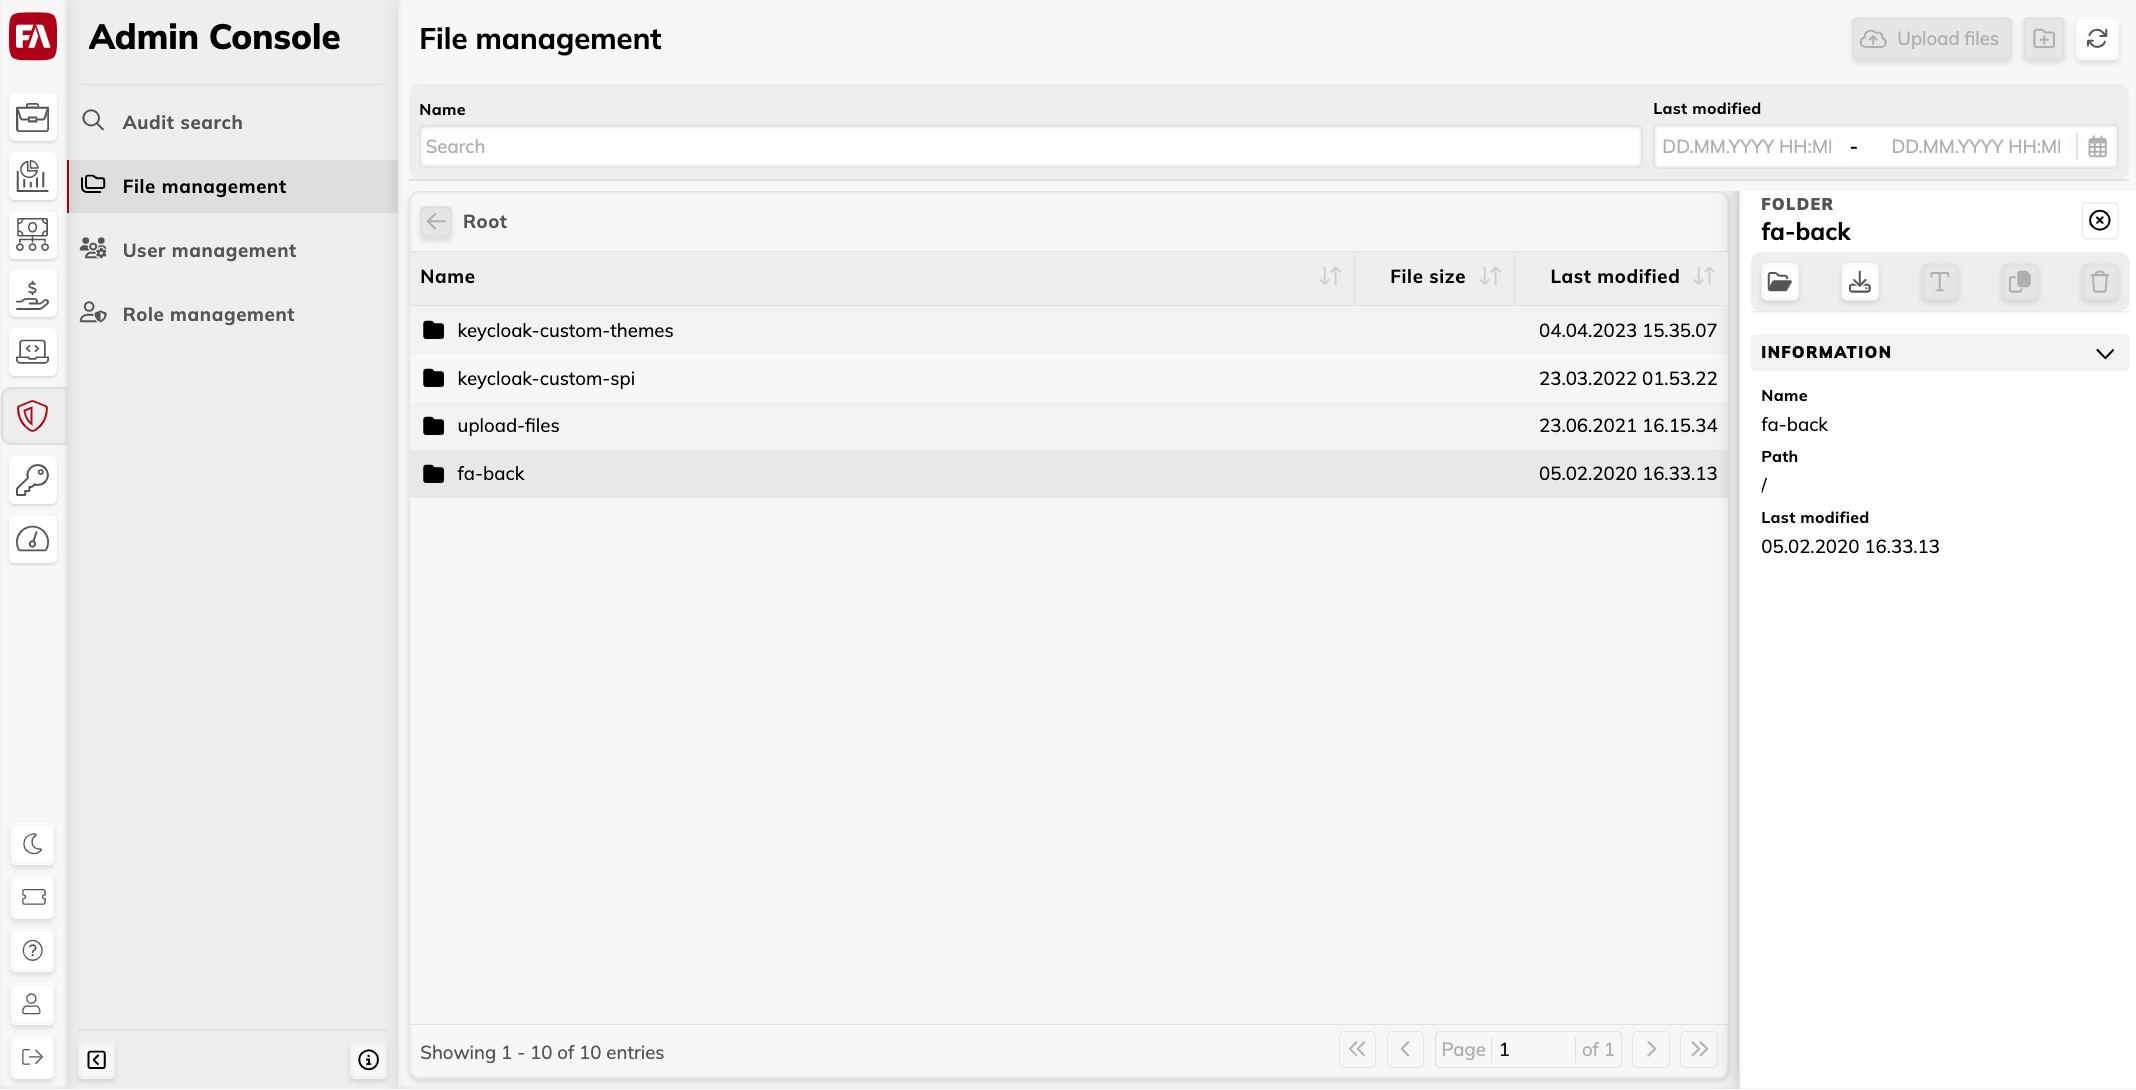 FA
Admin Console
Audit search
File management
User management
Role management
File management
Upload files
Name
Search
Last modified
DD.MM.YYYY HH:MI - DD.MM.YYYY HH:MI
Root
Name File size Last modified
keycloak-custom-themes 04.04.2023 15.35.07
keycloak-custom-spi 23.03.2022 01.53.22
upload-files 23.06.2021 16.15.34
fa-back 05.02.2020 16.33.13
Showing 1 - 10 of 10 entries
Page 1 of 1
FOLDER
fa-back
INFORMATION
Name
fa-back
Path
/
Last modified
05.02.2020 16.33.13